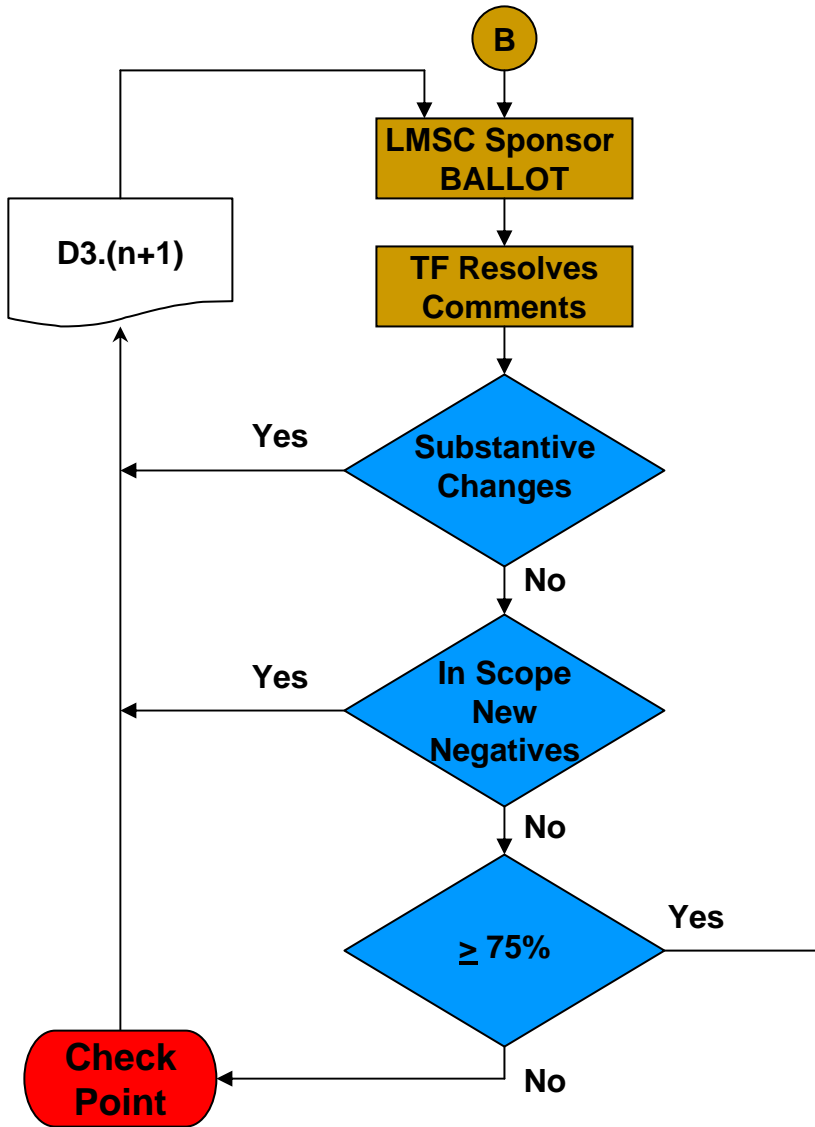 B
LMSC Sponsor
BALLOT
D3.(n+1)
TF Resolves
Comments
Yes
Substantive
Changes
No
Yes
In Scope
New
Negatives
No
≥ 75%
Yes
Check
Point
No